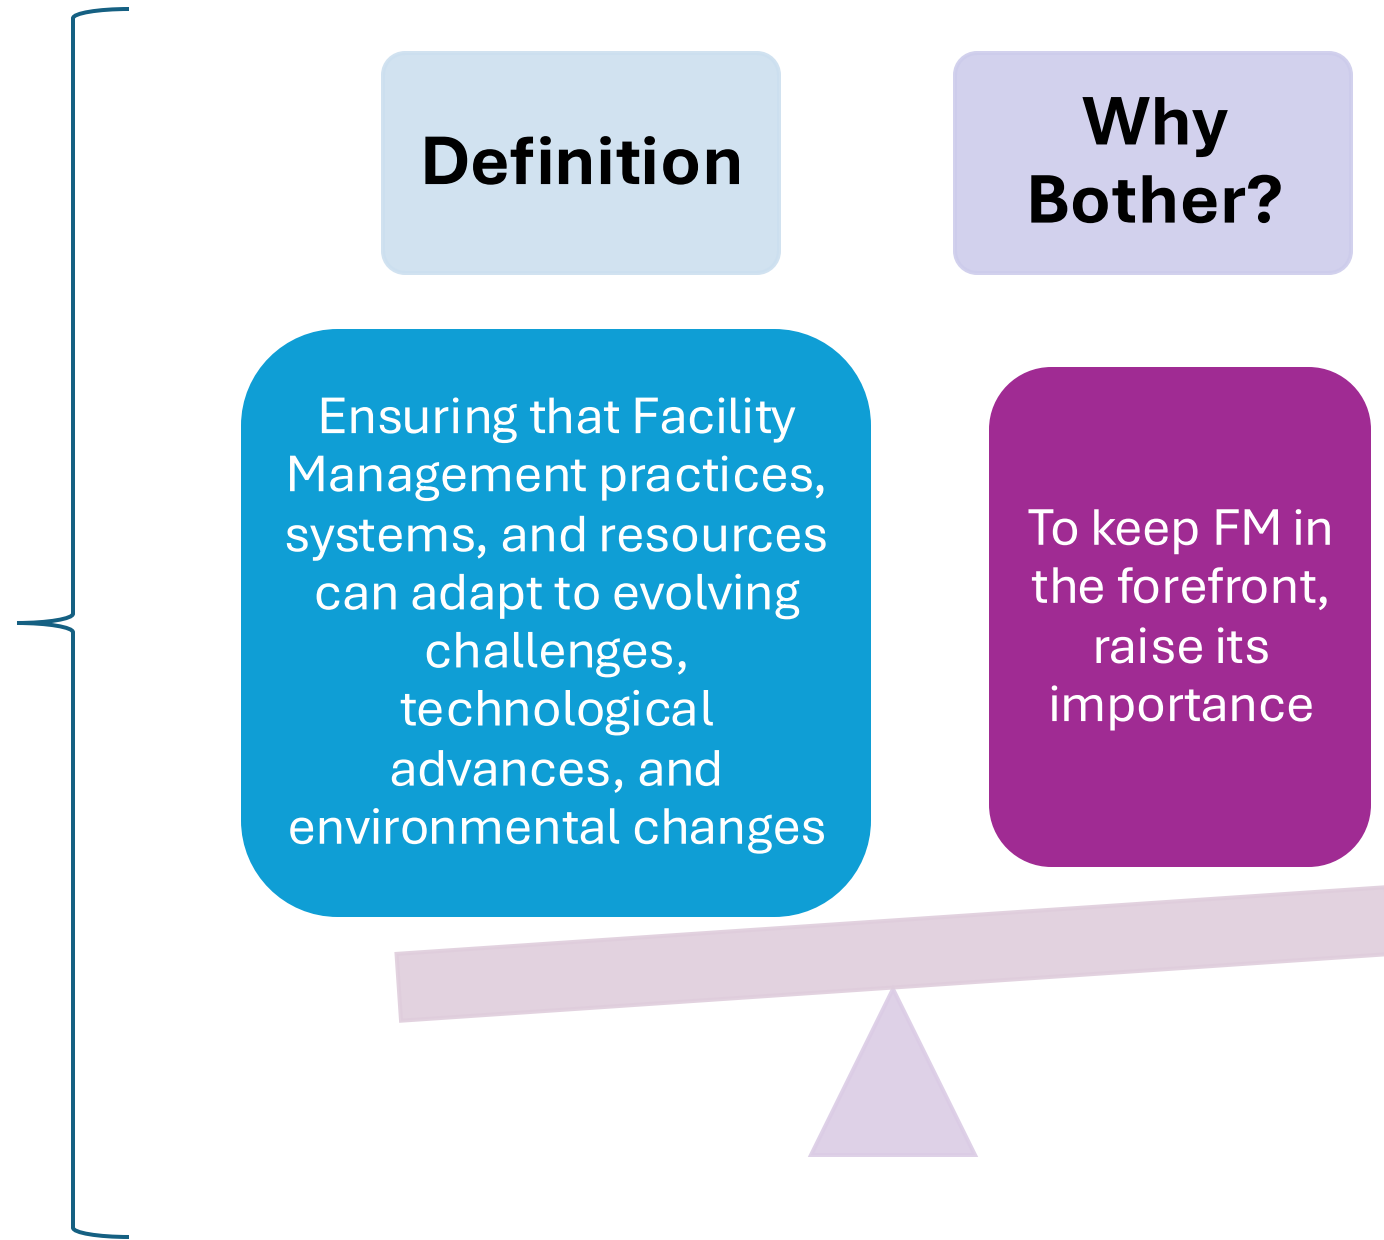 Definition
Why
Bother?
Ensuring that Facility
Management practices,
systems, and resources
can adapt to evolving
challenges,
technological
advances, and
environmental changes
To keep FM in
the forefront,
raise its
importance